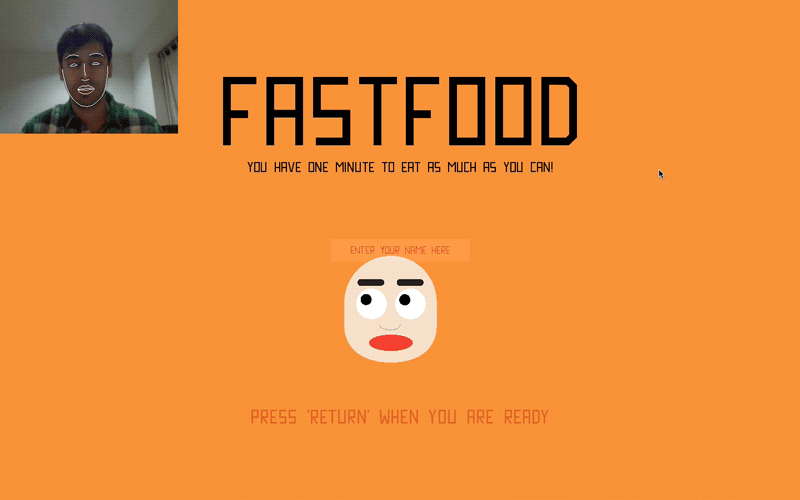 FASTFOOD
YOU HAVE ONE MINUTE TO EAT AS MUCH AS YOU CAN!
ENTER YOUR NAME HERE
PRESS 'RETURN' WHEN YOU ARE READY